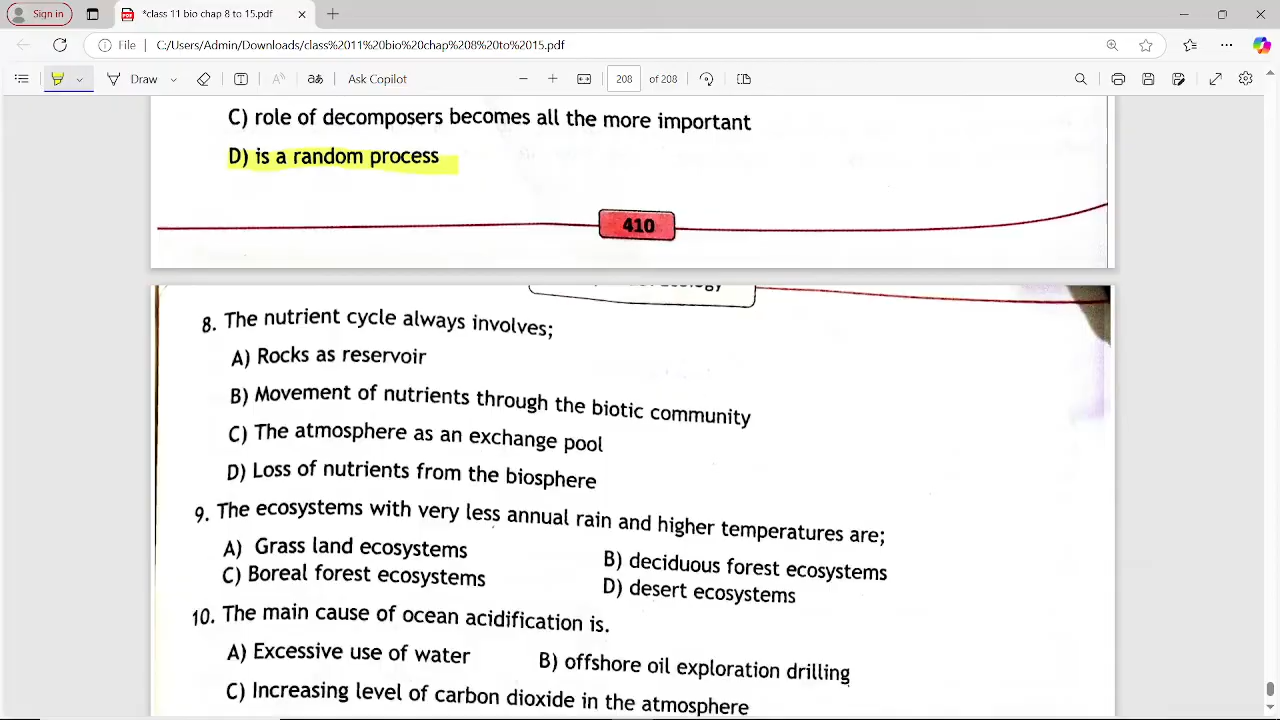 Sign in
*class 11 bio chap 8 to 15.pdf
File
C:/Users/Admin/Downloads/class%2011%20bio%20chap%208%20to%2015.pdf
Draw
Ask Copilot
208 of 208
C) role of decomposers becomes all the more important
D) is a random process
410
8. The nutrient cycle always involves;
A) Rocks as reservoir
B) Movement of nutrients through the biotic community
C) The atmosphere as an exchange pool
D) Loss of nutrients from the biosphere
9. The ecosystems with very less annual rain and higher temperatures are;
A) Grass land ecosystems B) deciduous forest ecosystems
C) Boreal forest ecosystems D) desert ecosystems
10. The main cause of ocean acidification is.
A) Excessive use of water B) offshore oil exploration drilling
C) Increasing level of carbon dioxide in the atmosphere